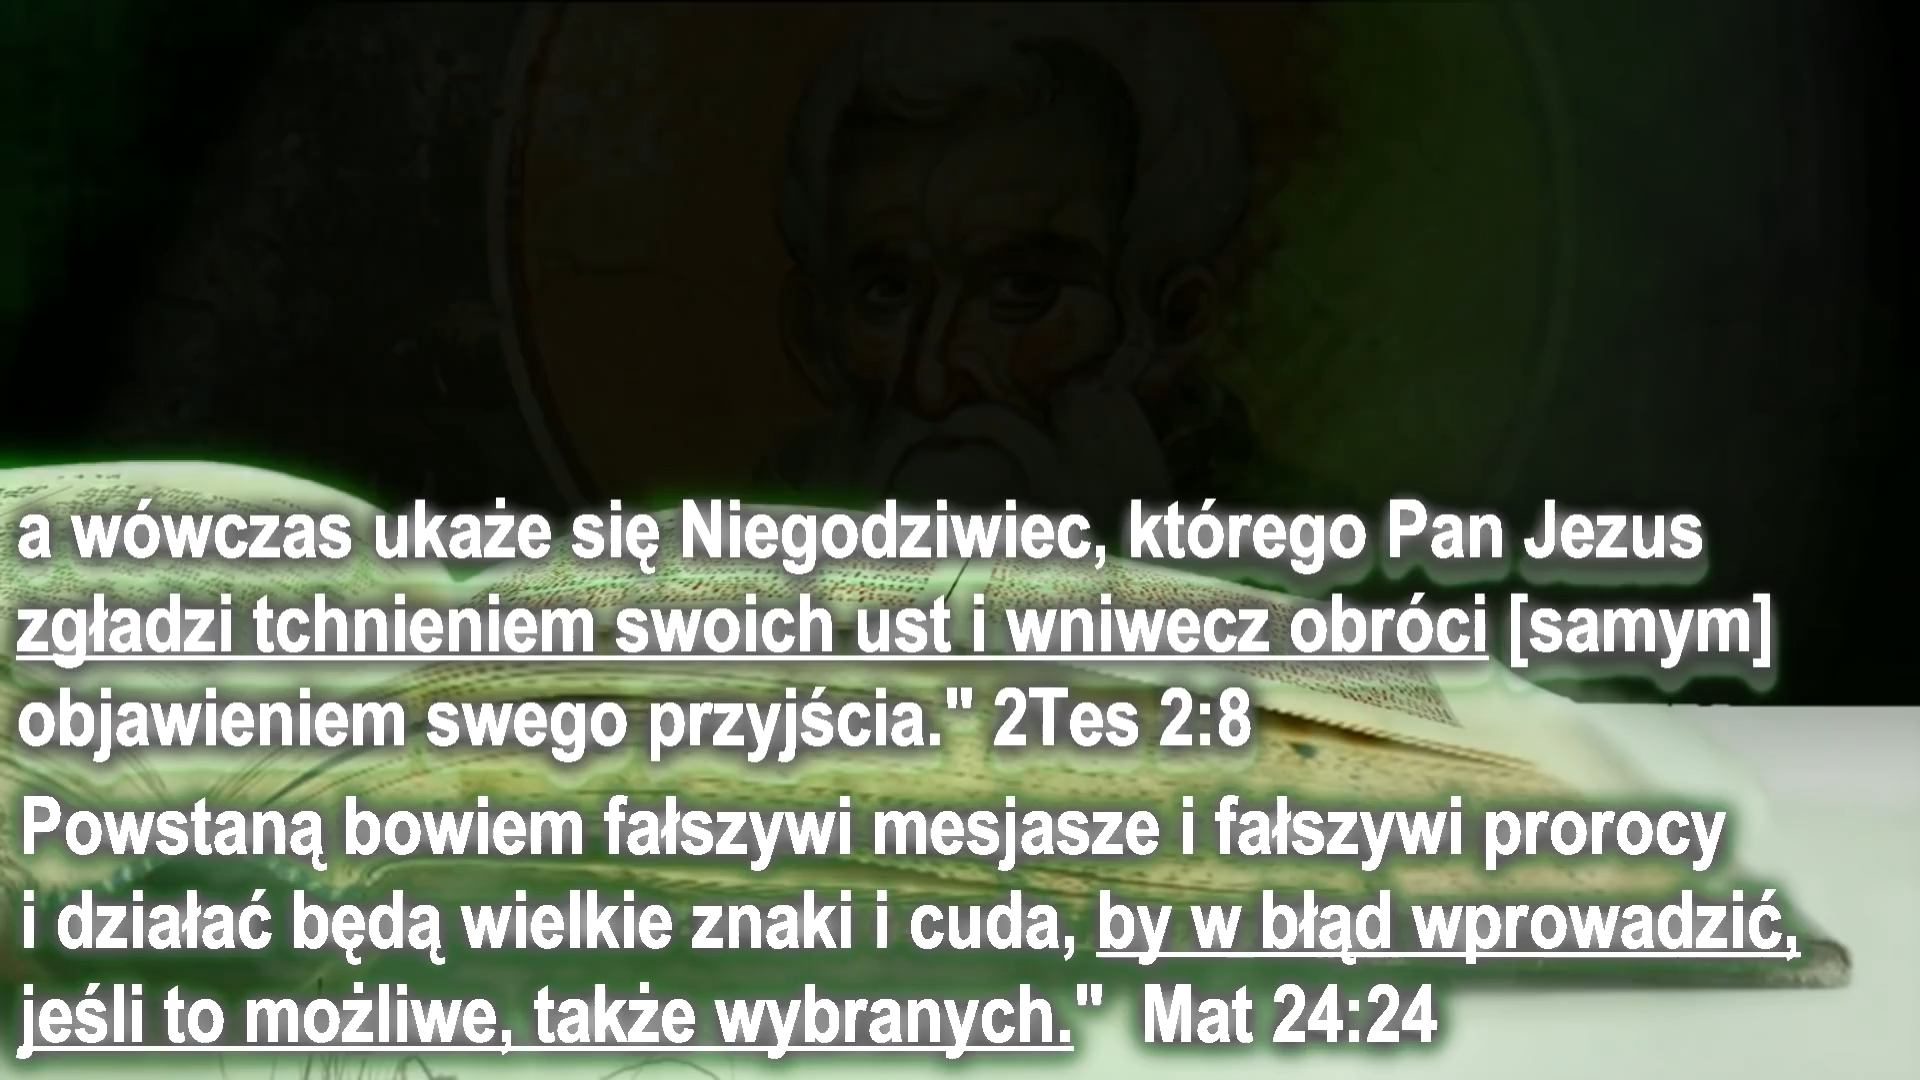 a wówczas ukaże się Niegodziwiec, którego Pan Jezus
zgładzi tchnieniem swoich ust i wniwecz obróci [samym]
objawieniem swego przyjścia." 2Tes 2:8
Powstaną bowiem fałszywi mesjasze i fałszywi prorocy
i działać będą wielkie znaki i cuda, by w błąd wprowadzić,
jeśli to możliwe, także wybranych."  Mat 24:24